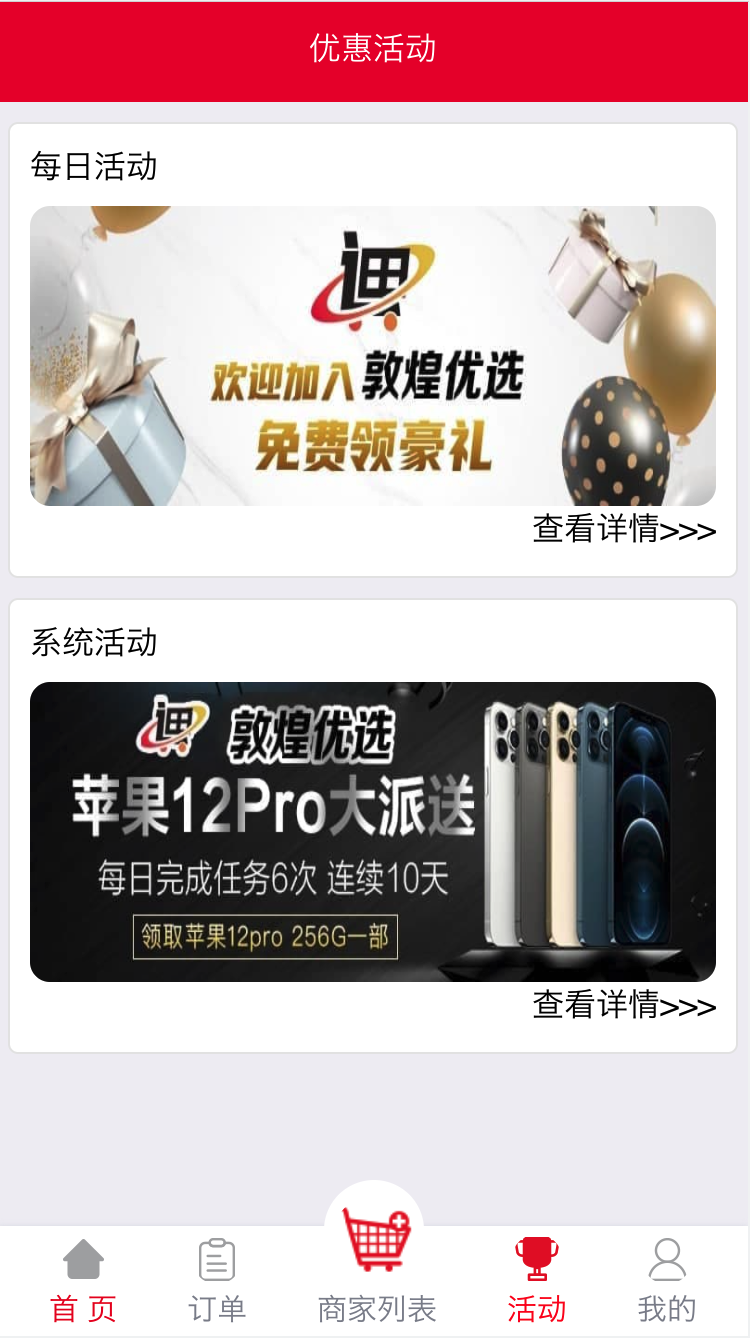 优惠活动
每日活动
欢迎加入敦煌优选
免费领豪礼
查看详情>>>
系统活动
敦煌优选
苹果12Pro大派送
每日完成任务6次 连续10天
领取苹果12pro 256G一部
查看详情>>>
首 页 订单 商家列表 活动 我的